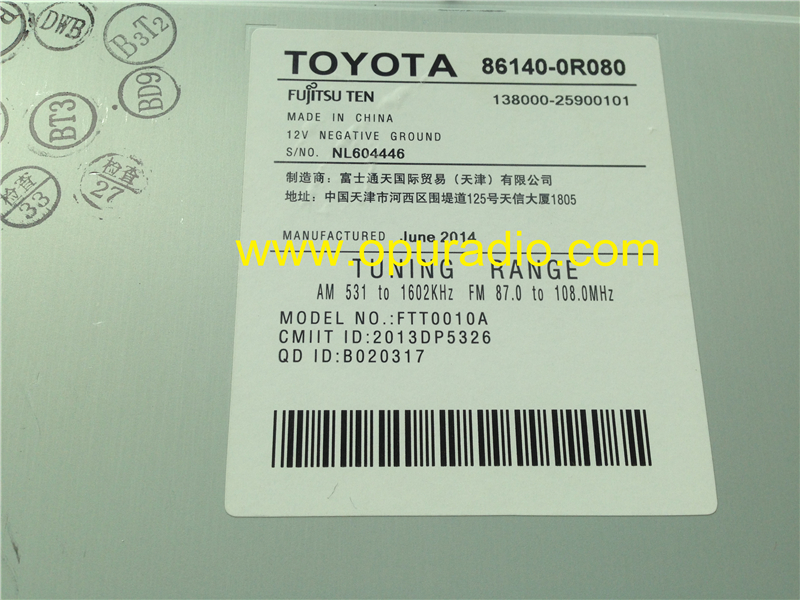 DWB
B3T2
BD9
BT3
检查
27
检查
33
TOYOTA 86140-0R080
FUJITSU TEN 138000-25900101
MADE IN CHINA
12V NEGATIVE GROUND
S/NO. NL604446
制造商：富士通天国际贸易（天津）有限公司
地址：中国天津市河西区围堤道125号天信大厦1805
MANUFACTURED June 2014
www.opuradio.com
TUNING RANGE
AM 531 to 1602KHz FM 87.0 to 108.0MHz
MODEL NO.:FTT0010A
CMIIT ID:2013DP5326
QD ID:B020317